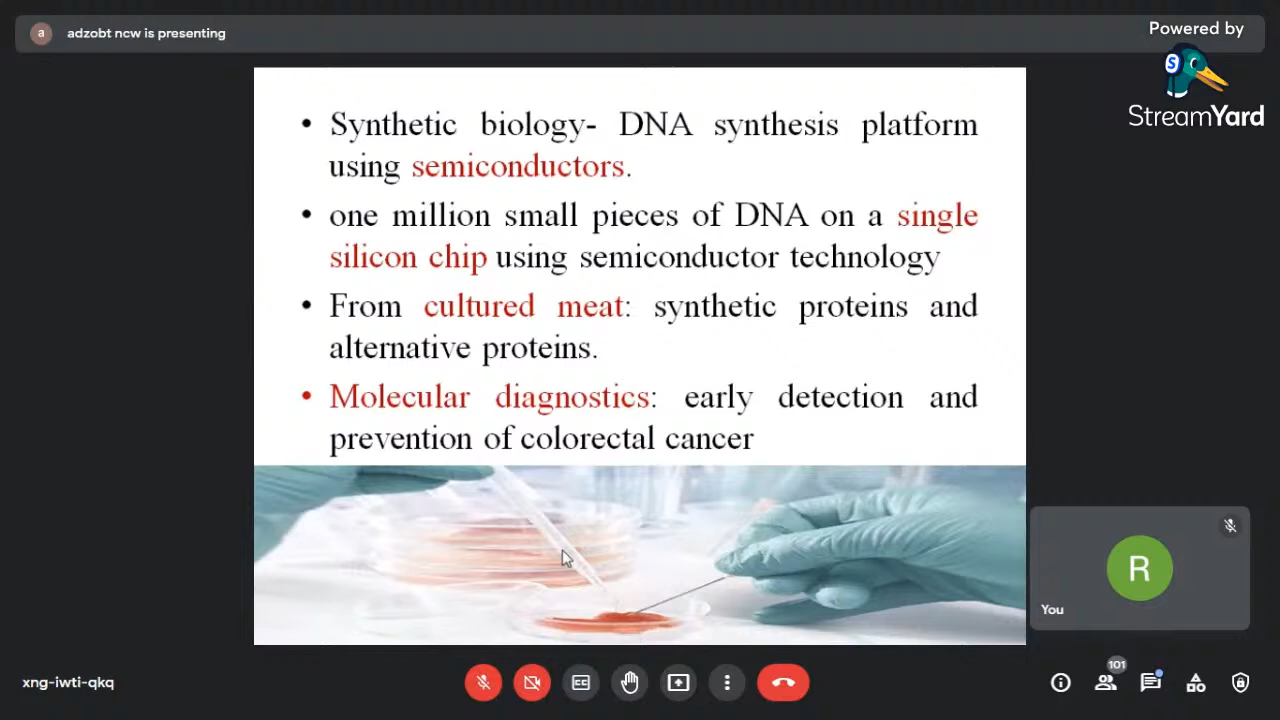 a adzobt ncw is presenting
Powered by
S
StreamYard
• Synthetic biology- DNA synthesis platform
using semiconductors.
• one million small pieces of DNA on a single
silicon chip using semiconductor technology
• From cultured meat: synthetic proteins and
alternative proteins.
• Molecular diagnostics: early detection and
prevention of colorectal cancer
R
You
xng-iwti-qkq
CC
101